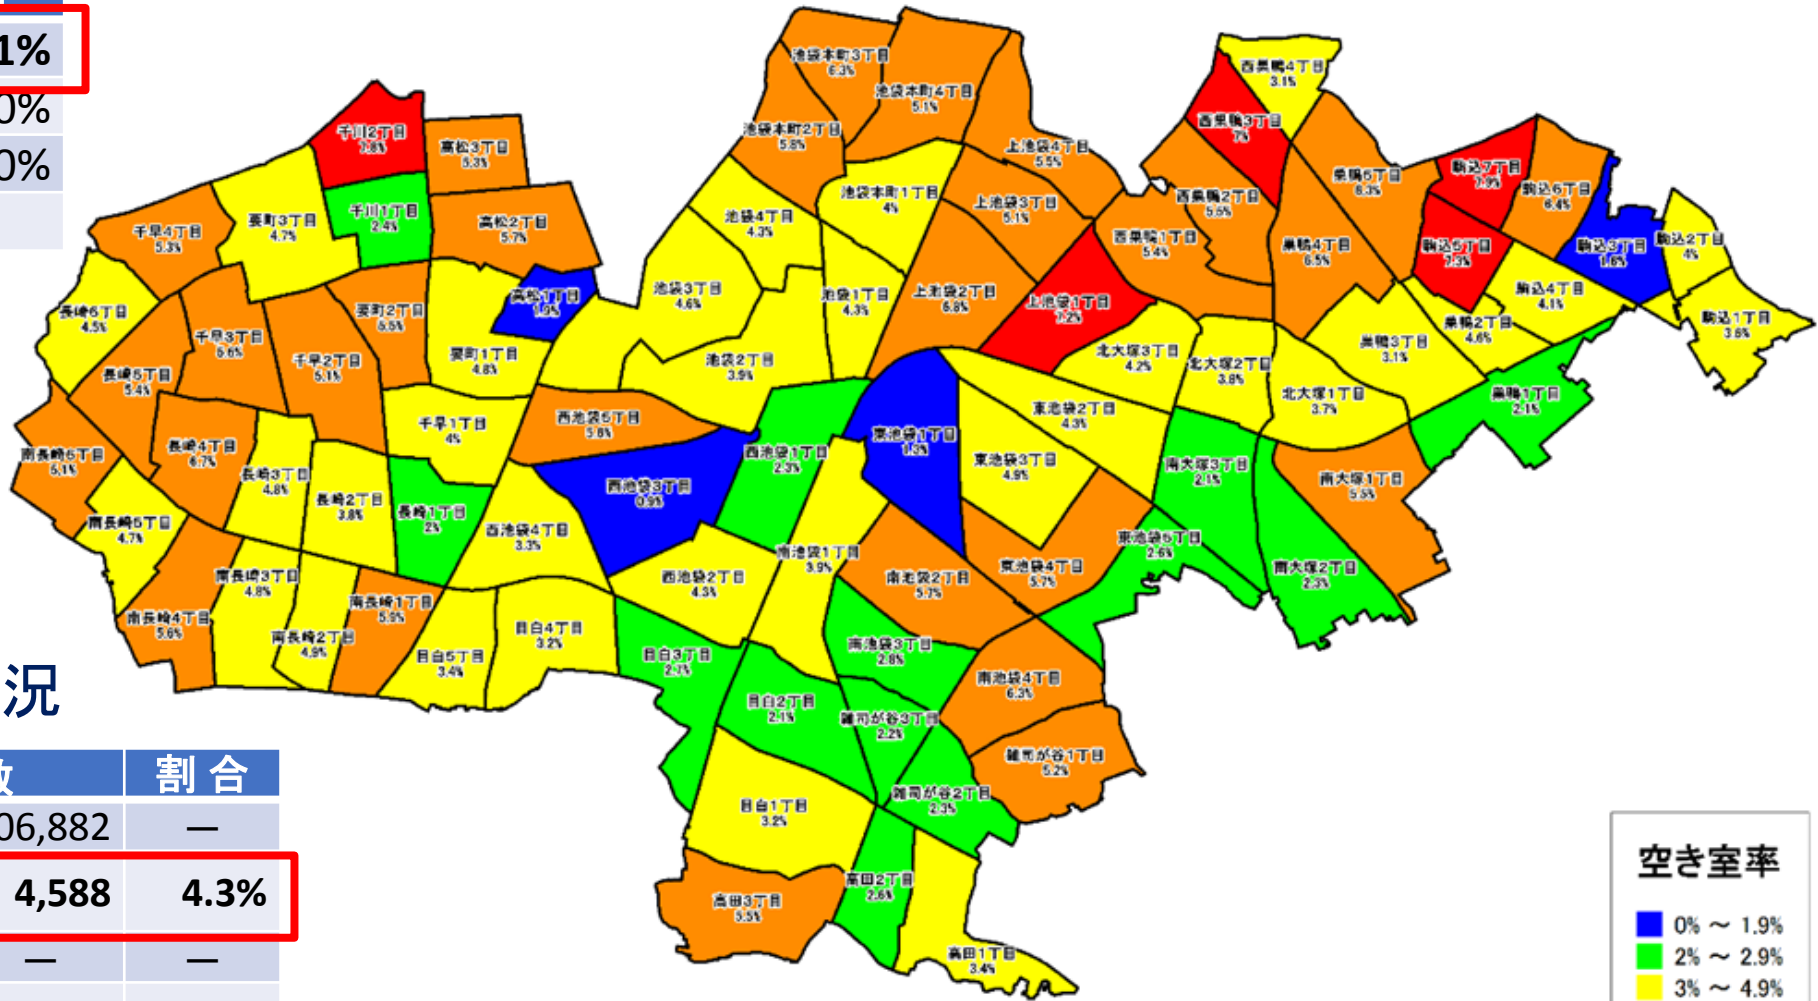 1%
0%
0%
池袋本町3丁目
6.3%
池袋本町4丁目
5.1%
西巣鴨4丁目
3.1%
千川2丁目
7.8%
高松3丁目
5.3%
池袋本町2丁目
5.8%
上池袋4丁目
5.5%
西巣鴨3丁目
7%
巣鴨5丁目
6.3%
駒込7丁目
7.9%
駒込6丁目
6.4%
千早4丁目
5.3%
要町3丁目
4.7%
千川1丁目
2.4%
高松2丁目
5.7%
池袋4丁目
4.3%
池袋本町1丁目
4%
上池袋3丁目
5.1%
西巣鴨2丁目
5.5%
西巣鴨1丁目
5.4%
巣鴨4丁目
6.5%
駒込5丁目
7.3%
駒込3丁目
1.6%
駒込2丁目
4%
長崎6丁目
4.5%
千早3丁目
5.6%
要町2丁目
5.5%
高松1丁目
1.9%
池袋3丁目
4.6%
池袋1丁目
4.3%
上池袋2丁目
6.8%
上池袋1丁目
7.2%
駒込4丁目
4.1%
駒込1丁目
3.8%
長崎5丁目
5.4%
千早2丁目
5.1%
要町1丁目
4.8%
池袋2丁目
3.9%
北大塚3丁目
4.2%
北大塚2丁目
3.8%
巣鴨3丁目
3.1%
巣鴨2丁目
4.6%
北大塚1丁目
3.7%
巣鴨1丁目
2.1%
南長崎6丁目
5.1%
長崎4丁目
6.7%
千早1丁目
4%
西池袋5丁目
5.8%
西池袋1丁目
2.3%
東池袋1丁目
1.3%
東池袋2丁目
4.3%
東池袋3丁目
4.9%
南大塚3丁目
2.1%
南大塚1丁目
5.5%
長崎3丁目
4.8%
長崎2丁目
3.8%
長崎1丁目
2%
西池袋3丁目
0.9%
南長崎5丁目
4.7%
西池袋4丁目
3.3%
南池袋1丁目
3.9%
東池袋5丁目
2.6%
南長崎3丁目
4.8%
西池袋2丁目
4.3%
南池袋2丁目
5.7%
東池袋4丁目
5.7%
南大塚2丁目
2.3%
南長崎4丁目
5.6%
南長崎2丁目
4.9%
南長崎1丁目
5.9%
目白5丁目
3.4%
目白4丁目
3.2%
目白3丁目
2.7%
南池袋3丁目
2.8%
南池袋4丁目
6.3%
況
目白2丁目
2.1%
雑司が谷3丁目
2.2%
雑司が谷1丁目
5.2%
割合
06,882 ―
4,588 4.3%
― ―
目白1丁目
3.2%
雑司が谷2丁目
2.3%
高田3丁目
5.5%
高田2丁目
2.6%
高田1丁目
3.4%
空き室率
0% ～ 1.9%
2% ～ 2.9%
3% ～ 4.9%